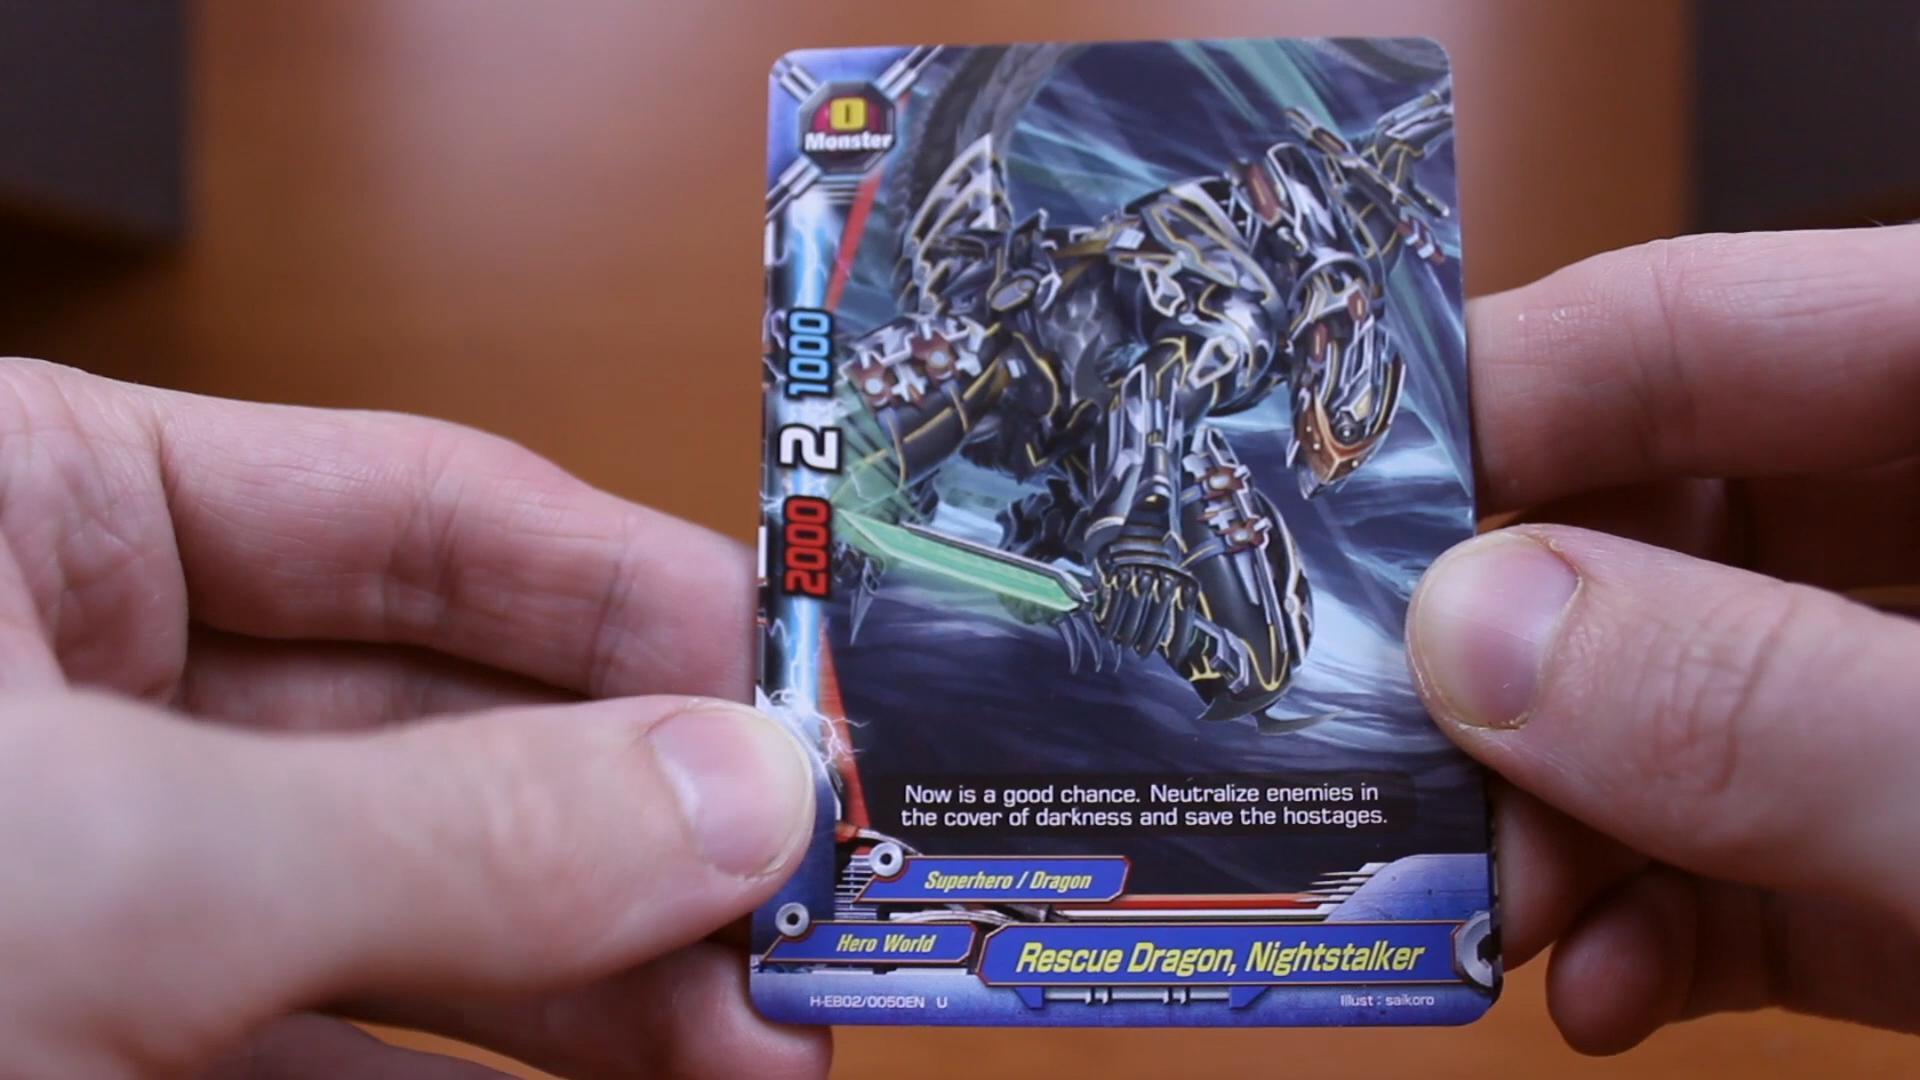 0
Monster
1000
2
2000
Now is a good chance. Neutralize enemies in
the cover of darkness and save the hostages.
Superhero / Dragon
Hero World
Rescue Dragon, Nightstalker
H-EB02/0050EN U
Illust : saikoro